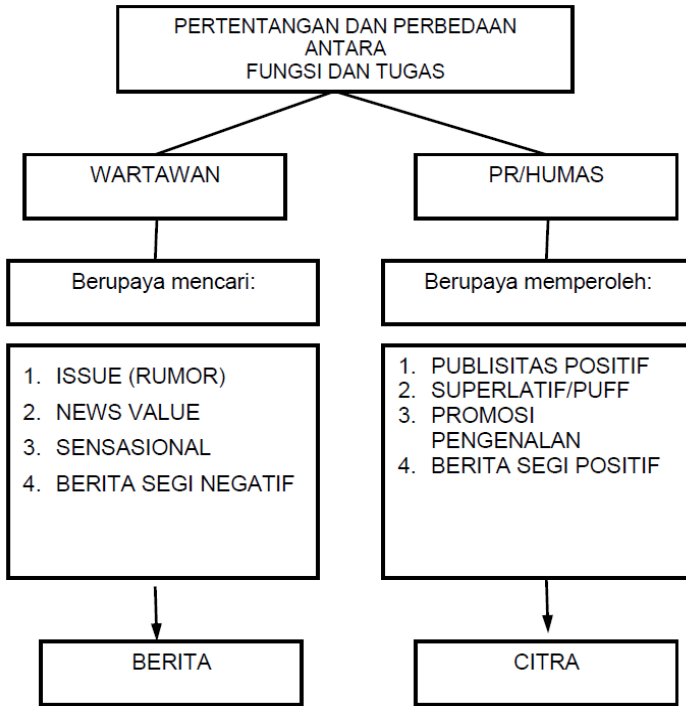 PERTENTANGAN DAN PERBEDAAN
ANTARA
FUNGSI DAN TUGAS
WARTAWAN
PR/HUMAS
Berupaya mencari:
Berupaya memperoleh:
1. ISSUE (RUMOR)
2. NEWS VALUE
3. SENSASIONAL
4. BERITA SEGI NEGATIF
1. PUBLISITAS POSITIF
2. SUPERLATIF/PUFF
3. PROMOSI
PENGENALAN
4. BERITA SEGI POSITIF
BERITA
CITRA